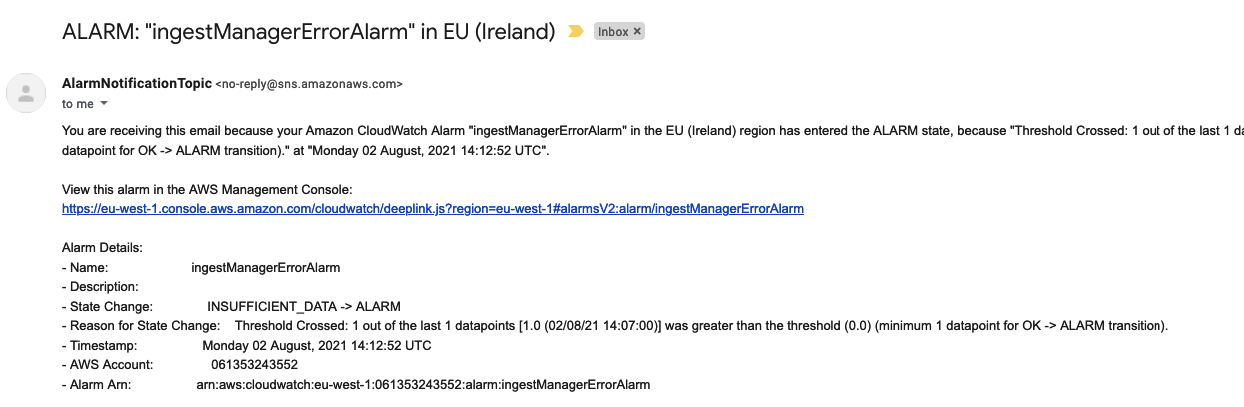 ALARM: "ingestManagerErrorAlarm" in EU (Ireland) Inbox ×
AlarmNotificationTopic <no-reply@sns.amazonaws.com>
to me
You are receiving this email because your Amazon CloudWatch Alarm "ingestManagerErrorAlarm" in the EU (Ireland) region has entered the ALARM state, because "Threshold Crossed: 1 out of the last 1
datapoint for OK -> ALARM transition)." at "Monday 02 August, 2021 14:12:52 UTC".
View this alarm in the AWS Management Console:
https://eu-west-1.console.aws.amazon.com/cloudwatch/deeplink.js?region=eu-west-1#alarmsV2:alarm/ingestManagerErrorAlarm
Alarm Details:
- Name: ingestManagerErrorAlarm
- Description:
- State Change: INSUFFICIENT_DATA -> ALARM
- Reason for State Change: Threshold Crossed: 1 out of the last 1 datapoints [1.0 (02/08/21 14:07:00)] was greater than the threshold (0.0) (minimum 1 datapoint for OK -> ALARM transition).
- Timestamp: Monday 02 August, 2021 14:12:52 UTC
- AWS Account: 061353243552
- Alarm Arn: arn:aws:cloudwatch:eu-west-1:061353243552:alarm:ingestManagerErrorAlarm